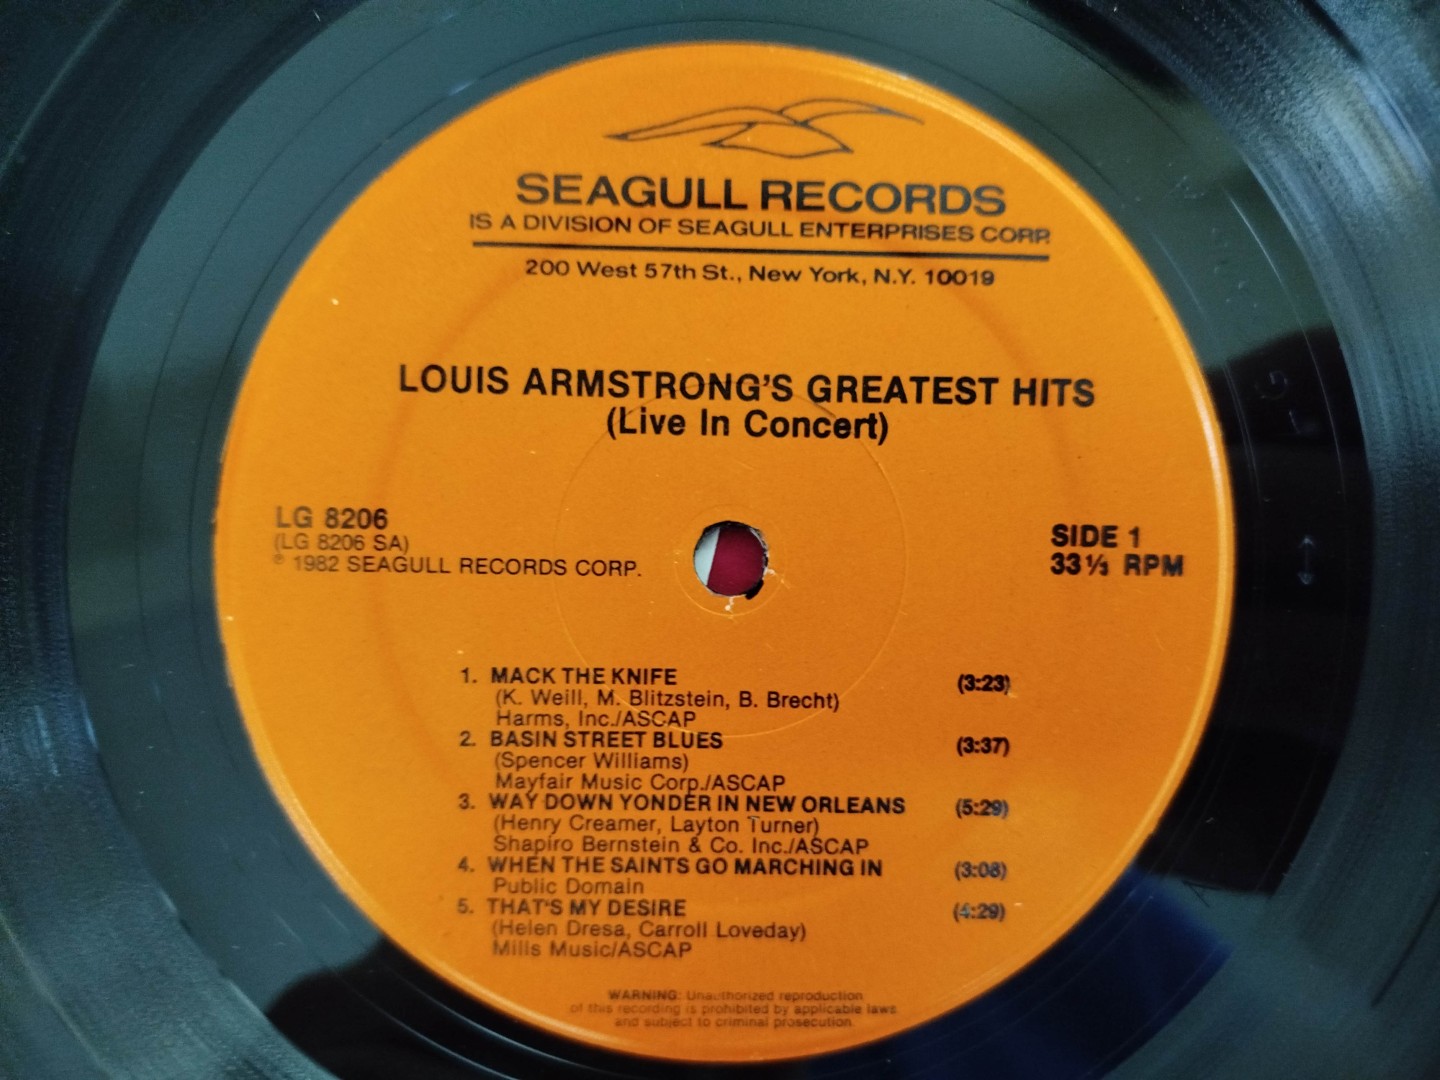 SEAGULL RECORDS
IS A DIVISION OF SEAGULL ENTERPRISES CORP.
200 West 57th St., New York, N.Y. 10019
LOUIS ARMSTRONG'S GREATEST HITS
(Live In Concert)
LG 8206
(LG 8206 SA)
℗ 1982 SEAGULL RECORDS CORP.
SIDE 1
33⅓ RPM
1. MACK THE KNIFE (3:23)
(K. Weill, M. Blitzstein, B. Brecht)
Harms, Inc./ASCAP
2. BASIN STREET BLUES (3:37)
(Spencer Williams)
Mayfair Music Corp./ASCAP
3. WAY DOWN YONDER IN NEW ORLEANS (5:29)
(Henry Creamer, Layton Turner)
Shapiro Bernstein & Co. Inc./ASCAP
4. WHEN THE SAINTS GO MARCHING IN (3:08)
Public Domain
5. THAT'S MY DESIRE (4:29)
(Helen Dresa, Carroll Loveday)
Mills Music/ASCAP
WARNING: Unauthorized reproduction
of this recording is prohibited by applicable laws
and subject to criminal prosecution.